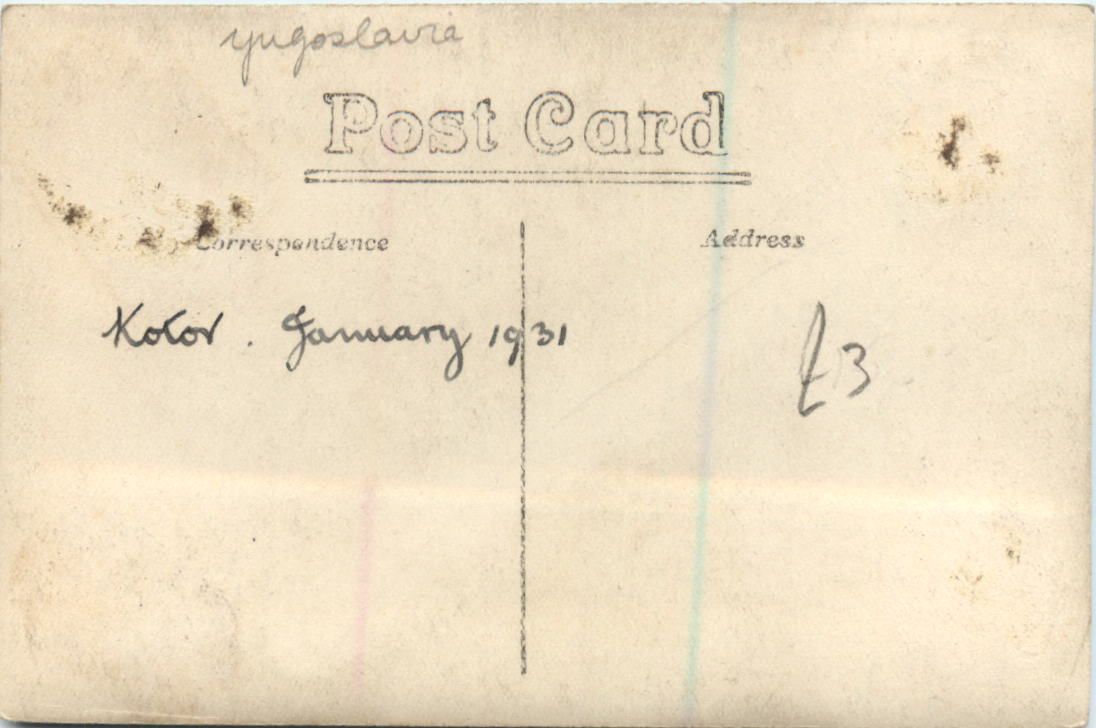 yugoslavia
Post Card
Correspondence
Address
Kotor. January 1931
£3